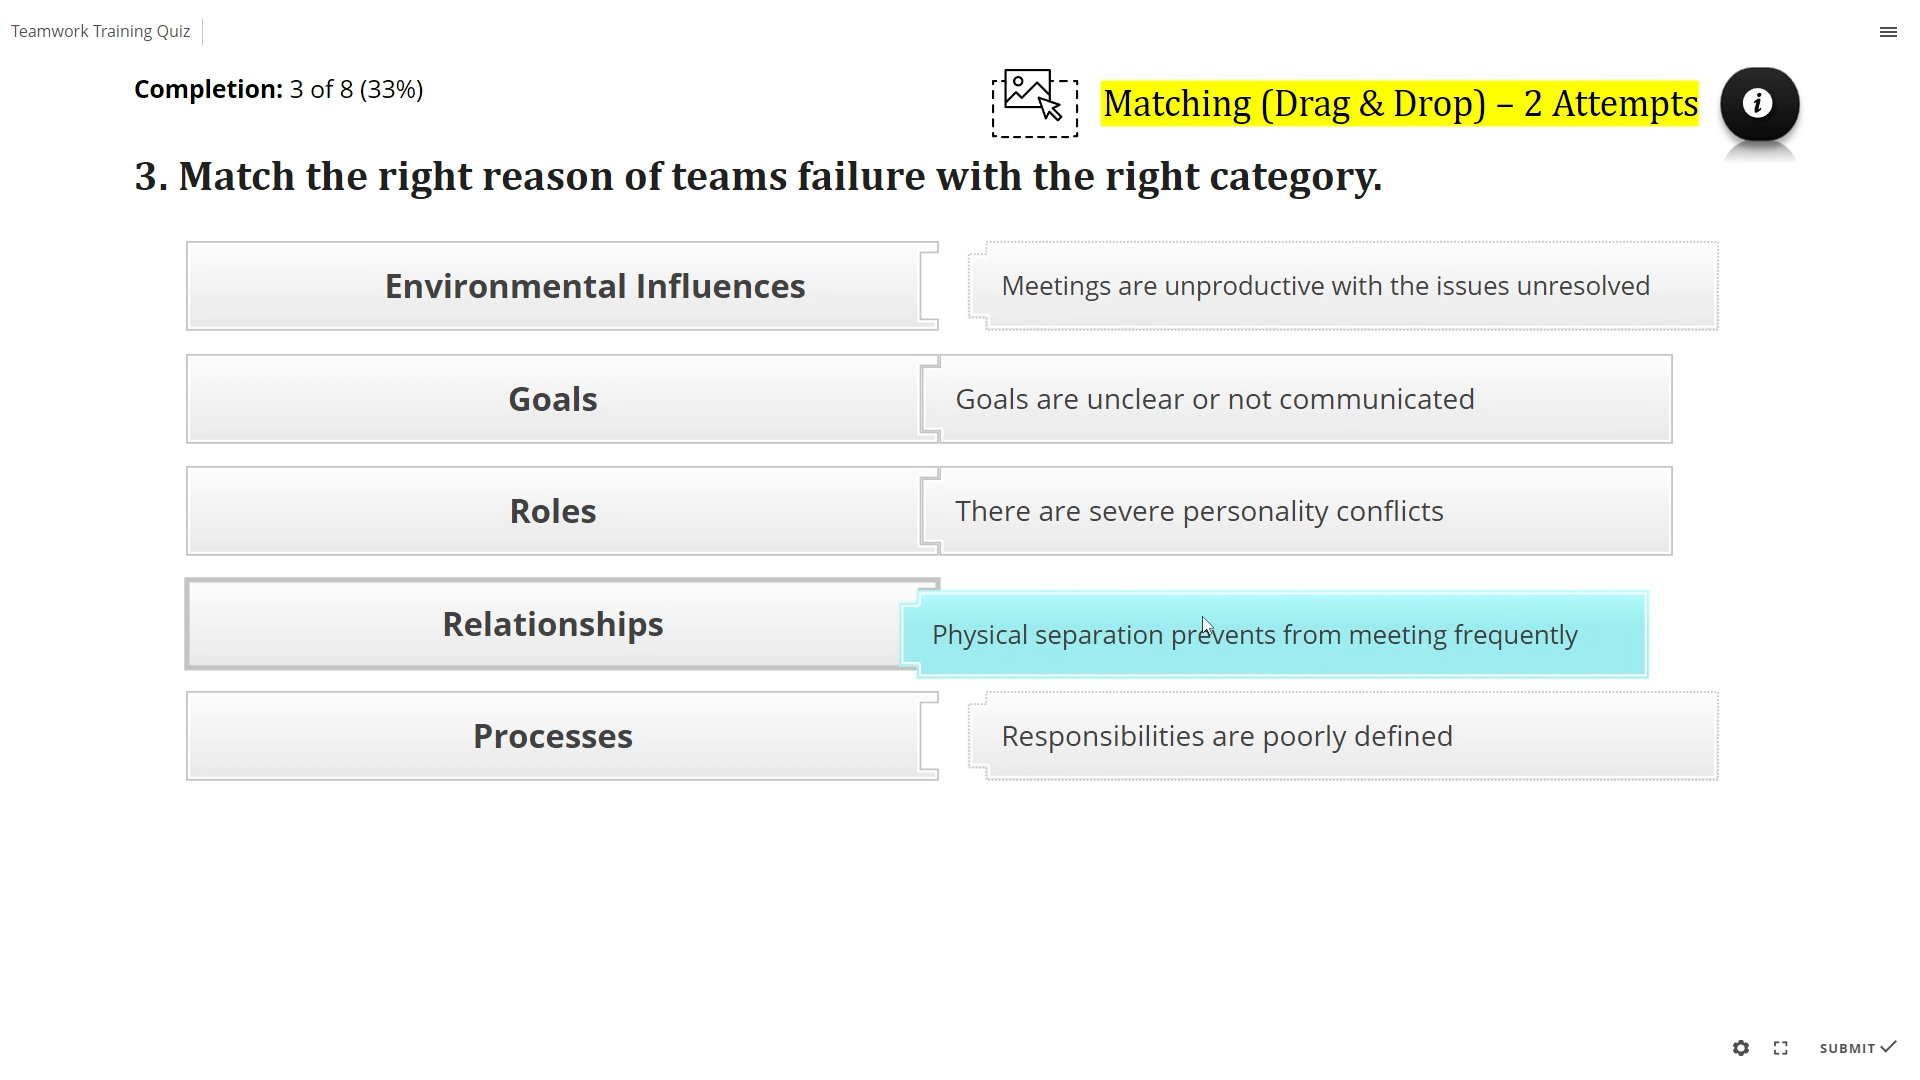 Teamwork Training Quiz
Completion: 3 of 8 (33%)
Matching (Drag & Drop) – 2 Attempts
3. Match the right reason of teams failure with the right category.
Environmental Influences
Meetings are unproductive with the issues unresolved
Goals
Goals are unclear or not communicated
Roles
There are severe personality conflicts
Relationships
Physical separation prevents from meeting frequently
Processes
Responsibilities are poorly defined
SUBMIT